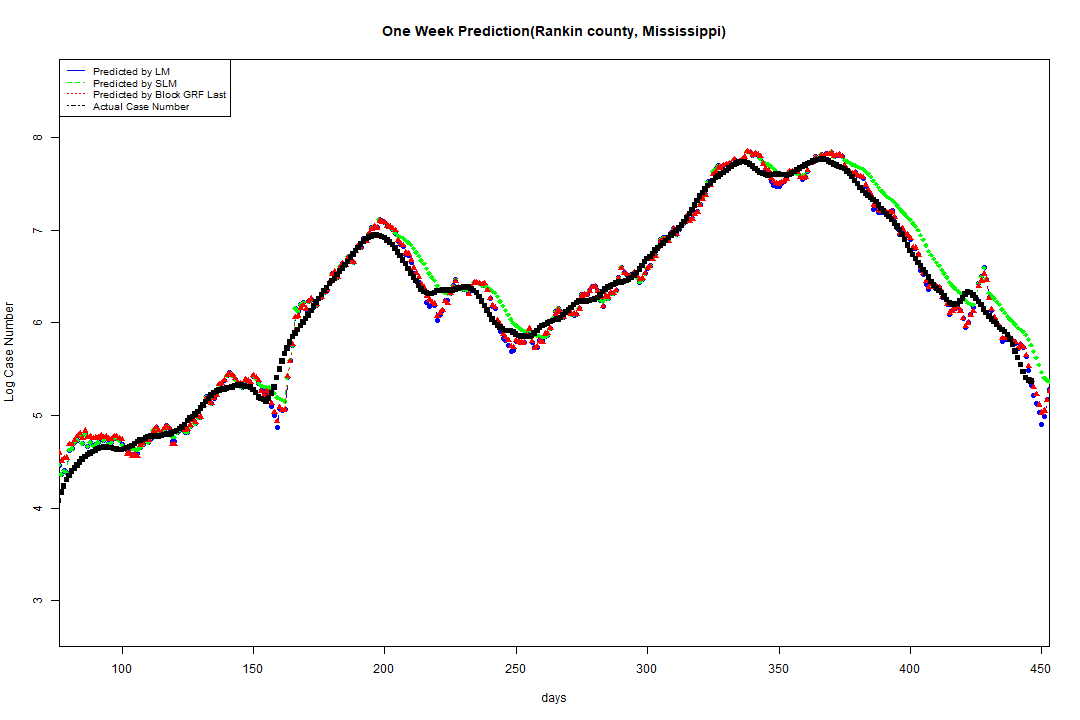 One Week Prediction(Rankin county, Mississippi)
Predicted by LM
Predicted by SLM
Predicted by Block GRF Last
Actual Case Number
8
7
6
5
4
3
Log Case Number
100 150 200 250 300 350 400 450
days